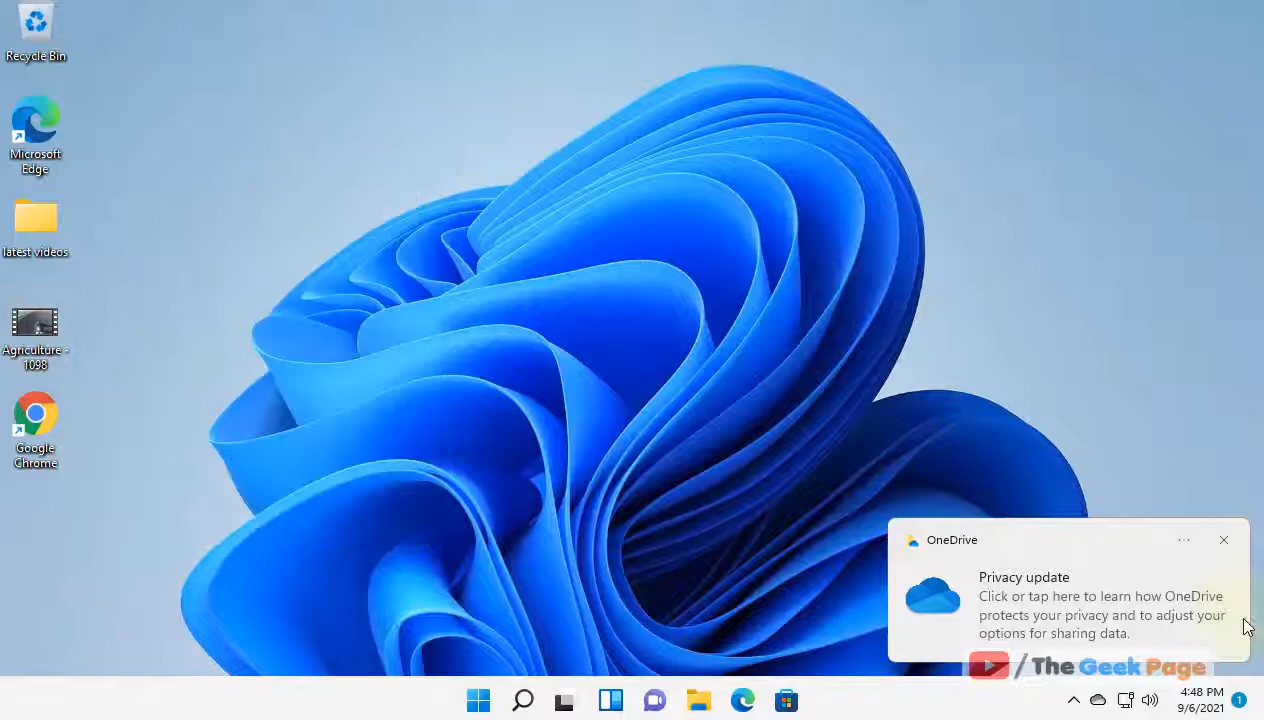 Recycle Bin
Microsoft
Edge
latest videos
Agriculture -
1098
Google
Chrome
OneDrive
Privacy update
Click or tap here to learn how OneDrive
protects your privacy and to adjust your
options for sharing data.
/ The Geek Page
4:48 PM
9/6/2021
1